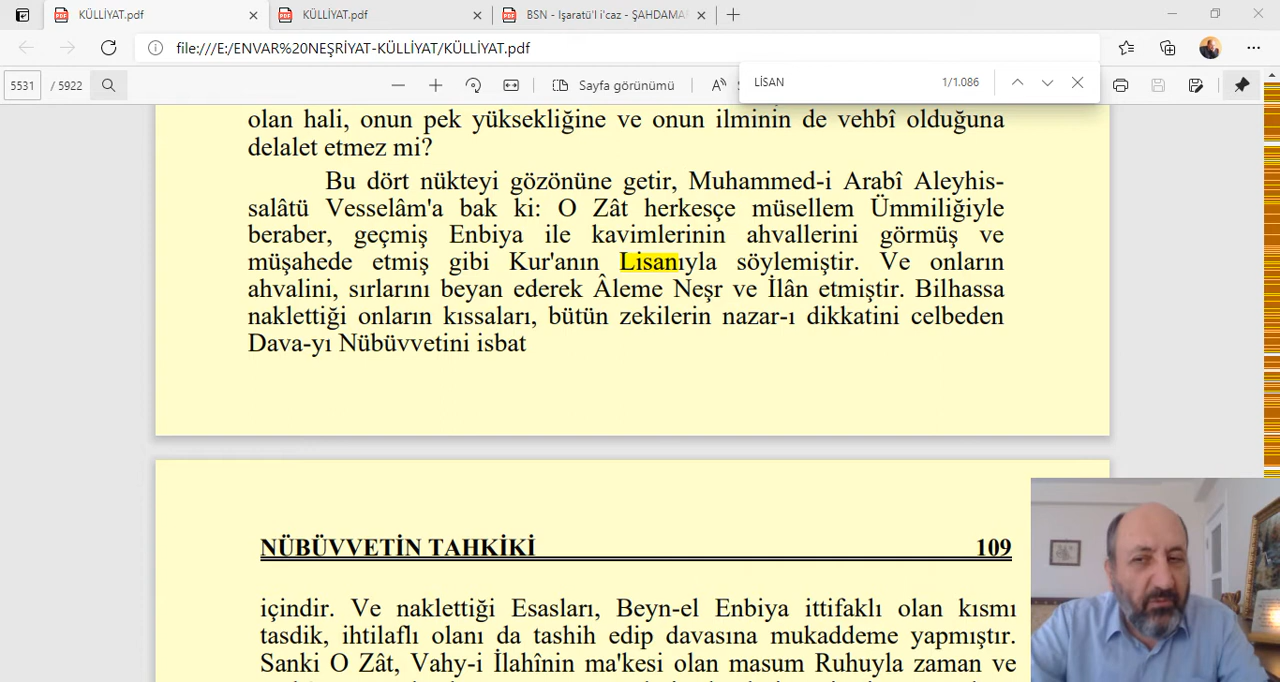 KÜLLİYAT.pdf
KÜLLİYAT.pdf
BSN - Işaratü'l i'caz - ŞAHDAMA
file:///E:/ENVAR%20NEŞRİYAT-KÜLLİYAT/KÜLLİYAT.pdf
5531 / 5922
Sayfa görünümü
LİSAN 1/1.086
olan hali, onun pek yüksekliğine ve onun ilminin de vehbî olduğuna
delalet etmez mi?
Bu dört nükteyi gözönüne getir, Muhammed-i Arabî Aleyhis-
salâtü Vesselâm'a bak ki: O Zât herkesçe müsellem Ümmiliğiyle
beraber, geçmiş Enbiya ile kavimlerinin ahvallerini görmüş ve
müşahede etmiş gibi Kur'anın Lisanıyla söylemiştir. Ve onların
ahvalini, sırlarını beyan ederek Âleme Neşr ve İlân etmiştir. Bilhassa
naklettiği onların kıssaları, bütün zekilerin nazar-ı dikkatini celbeden
Dava-yı Nübüvvetini isbat
NÜBÜVVETİN TAHKİKİ 109
içindir. Ve naklettiği Esasları, Beyn-el Enbiya ittifaklı olan kısmı
tasdik, ihtilaflı olanı da tashih edip davasına mukaddeme yapmıştır.
Sanki O Zât, Vahy-i İlahînin ma'kesi olan masum Ruhuyla zaman ve